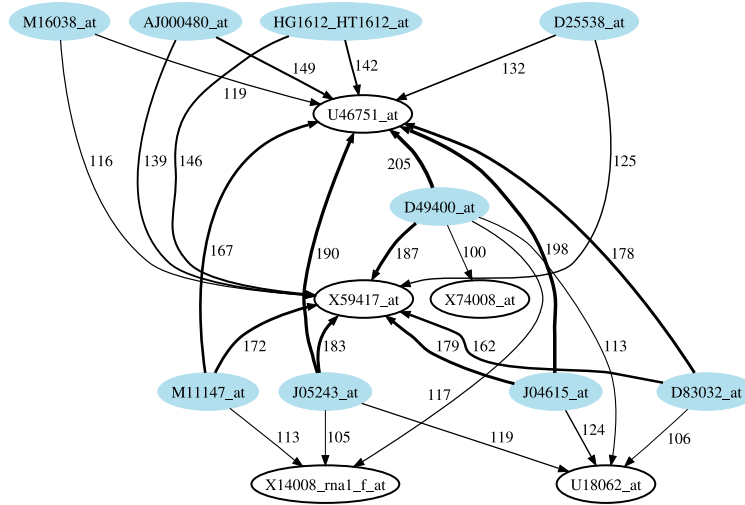 M16038_at
AJ000480_at
HG1612_HT1612_at
D25538_at
149
142
132
119
U46751_at
116
139
146
205
125
D49400_at
167
190
187
100
198
178
X59417_at
X74008_at
172
183
179
162
113
M11147_at
J05243_at
J04615_at
D83032_at
117
113
105
119
124
106
X14008_rna1_f_at
U18062_at